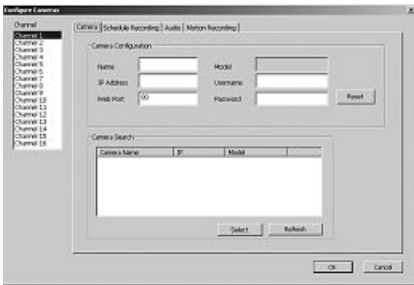 Configure Cameras
Channel
Channel 1
Channel 2
Channel 3
Channel 4
Channel 5
Channel 6
Channel 7
Channel 8
Channel 9
Channel 10
Channel 11
Channel 12
Channel 13
Channel 14
Channel 15
Channel 16
Camera Schedule Recording Audio Motion Recording
Camera Configuration
Name Model
IP Address Username
Web Port Password Reset
Camera Search
Camera Name IP Model
Select Refresh
OK Cancel